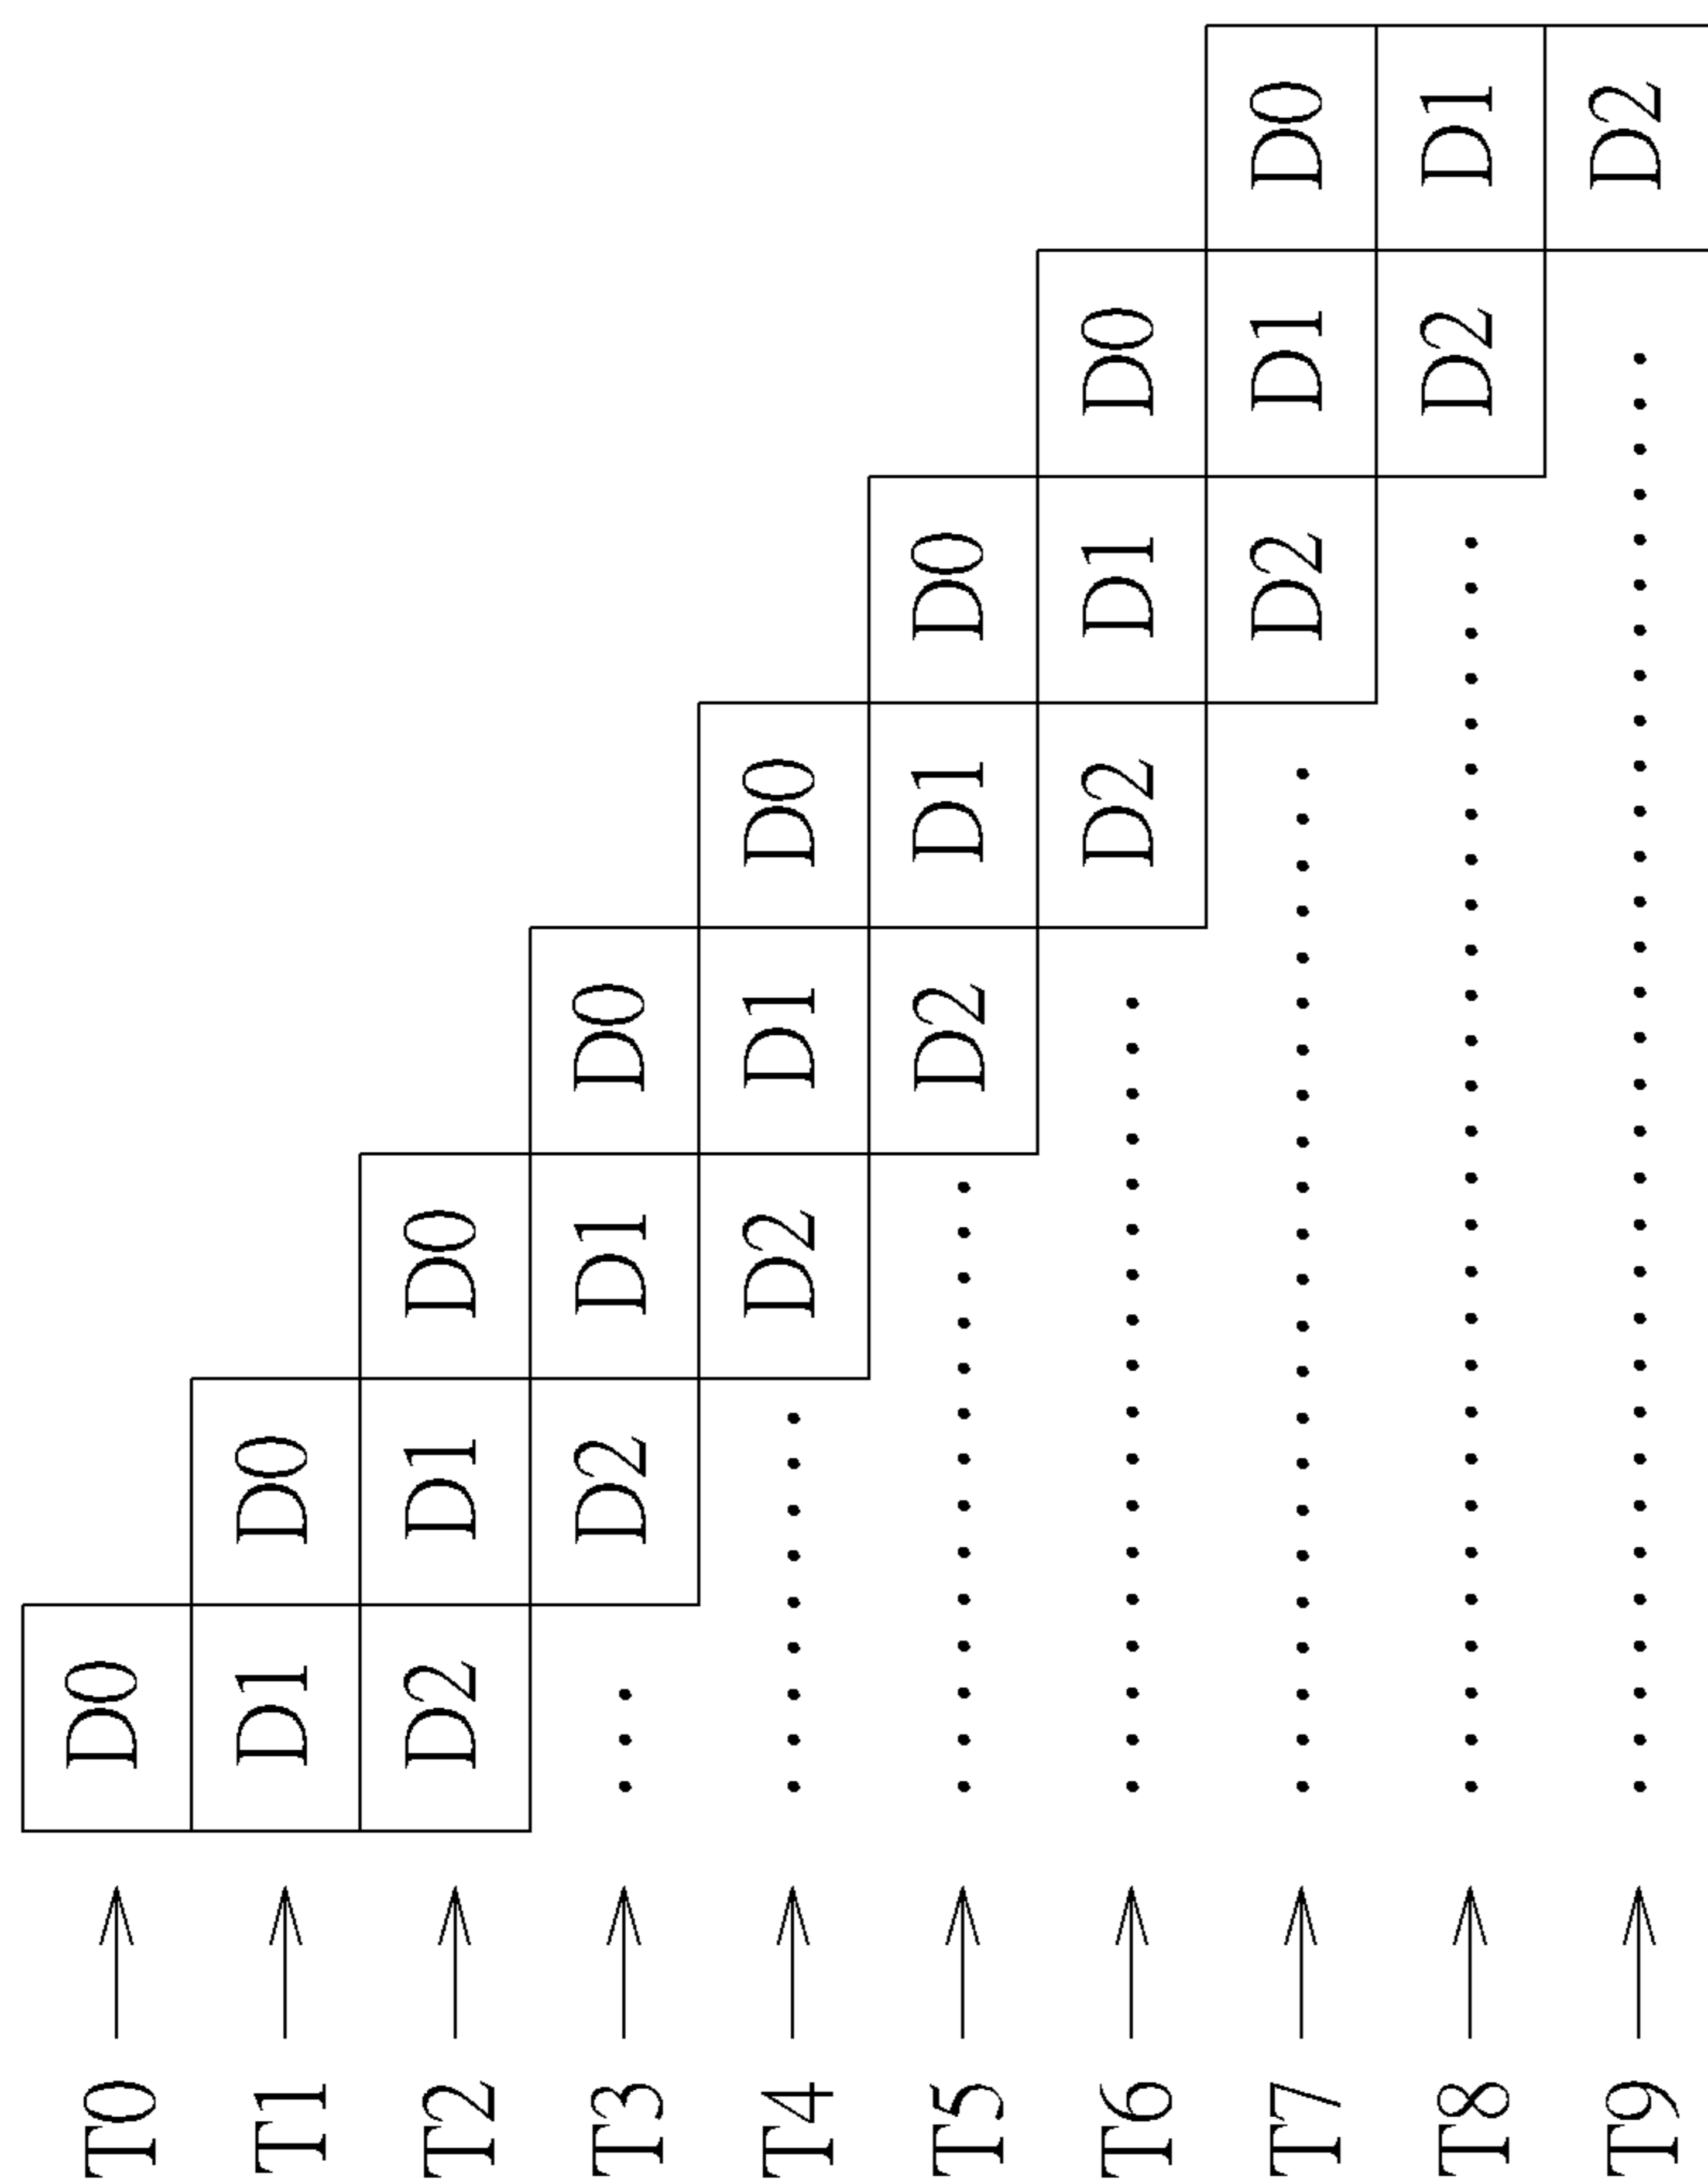 T0 D0
T1 D1 D0
T2 D2 D1 D0
T3 D2 D1 D0
T4 D2 D1 D0
T5 D2 D1 D0
T6 D2 D1 D0
T7 D2 D1 D0
T8 D2 D1
T9 D2